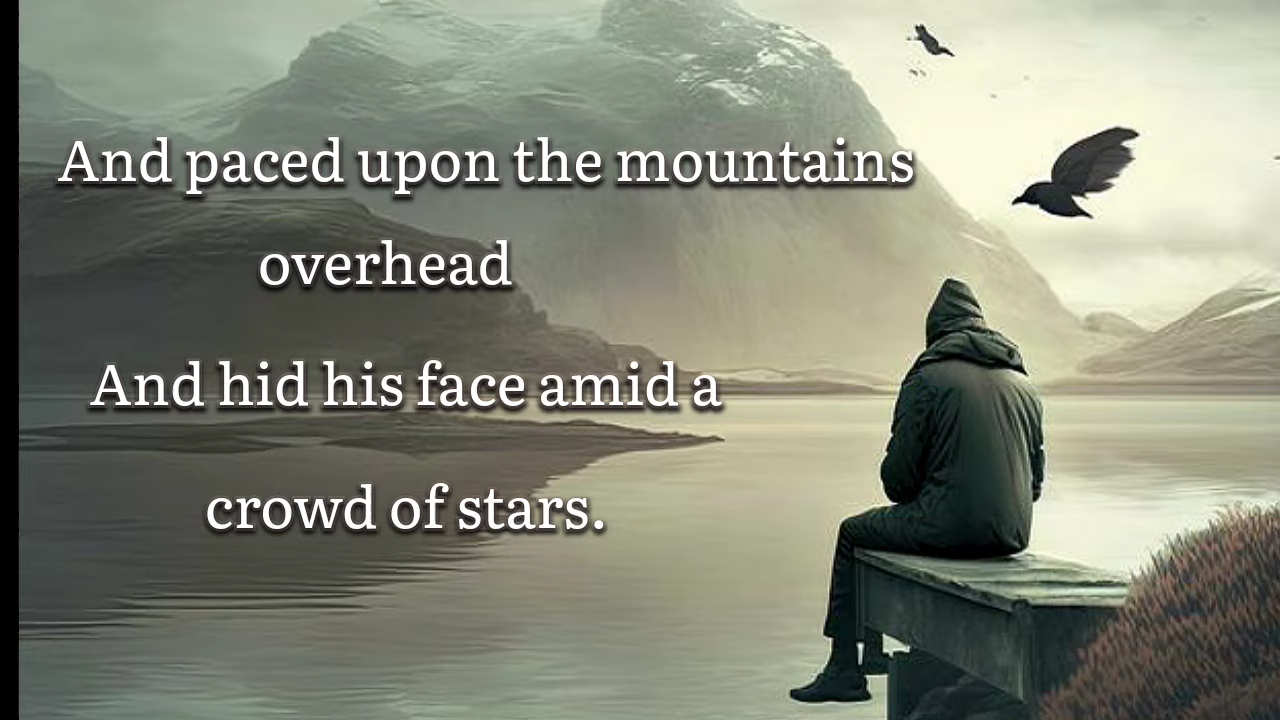 And paced upon the mountains
overhead
And hid his face amid a
crowd of stars.